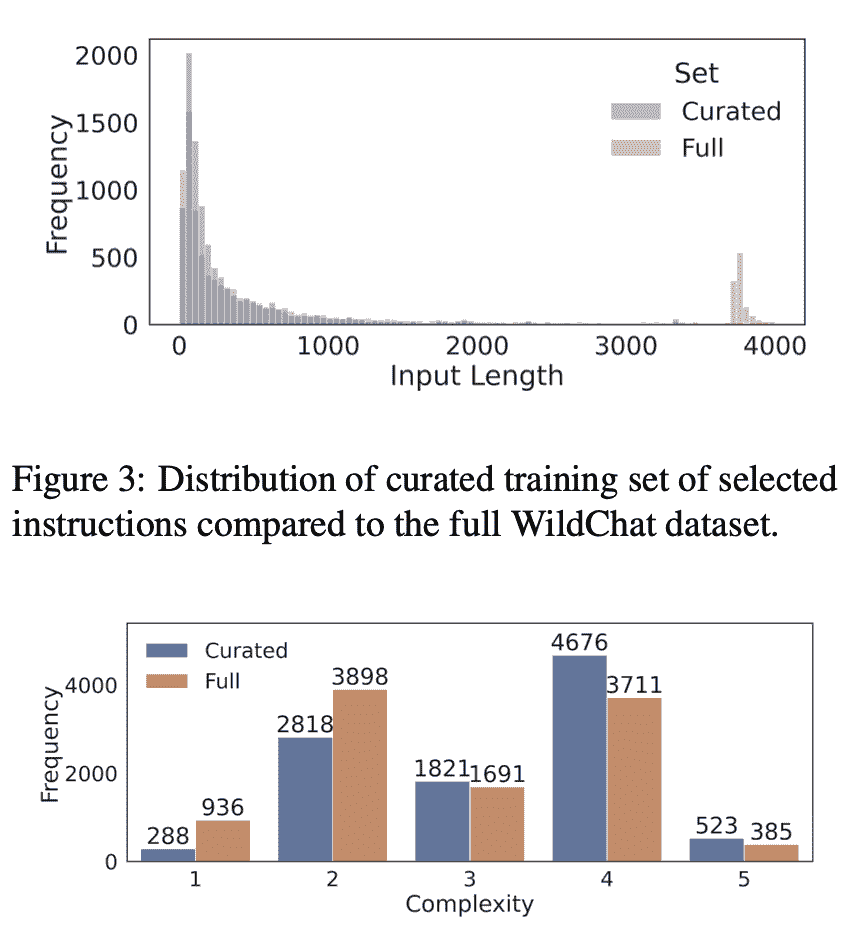 2000
1500
1000
500
0
Frequency
Set
Curated
Full
0 1000 2000 3000 4000
Input Length
Figure 3: Distribution of curated training set of selected
instructions compared to the full WildChat dataset.
Curated
Full
Frequency
4000
2000
0
288 936 2818 3898 1821 1691 4676 3711 523 385
1 2 3 4 5
Complexity